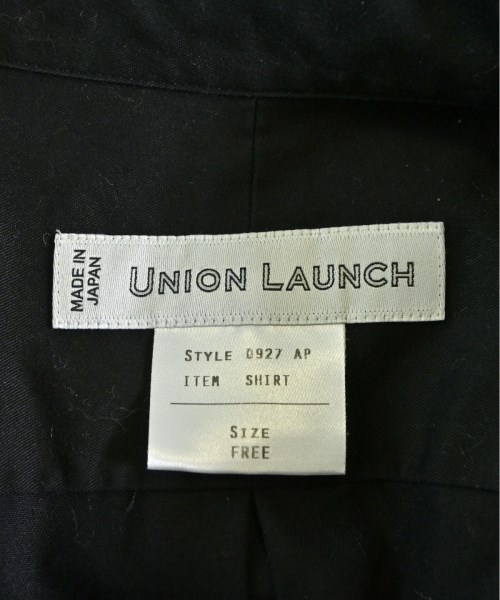 MADE IN
JAPAN
UNION LAUNCH
STYLE 0927 AP
ITEM SHIRT
SIZE
FREE